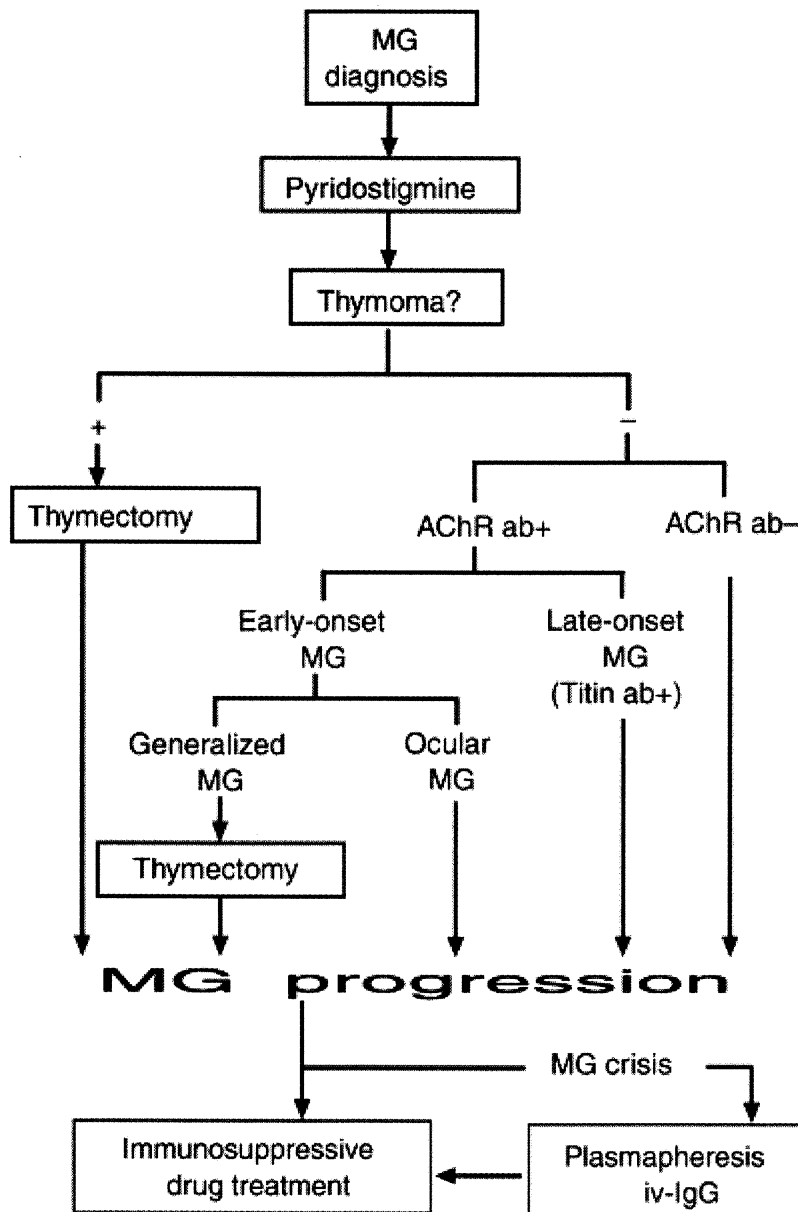 MG
diagnosis
Pyridostigmine
Thymoma?
+
–
Thymectomy
AChR ab+
AChR ab–
Early-onset
MG
Late-onset
MG
(Titin ab+)
Generalized
MG
Ocular
MG
Thymectomy
MG progression
MG crisis
Immunosuppressive
drug treatment
Plasmapheresis
iv-IgG